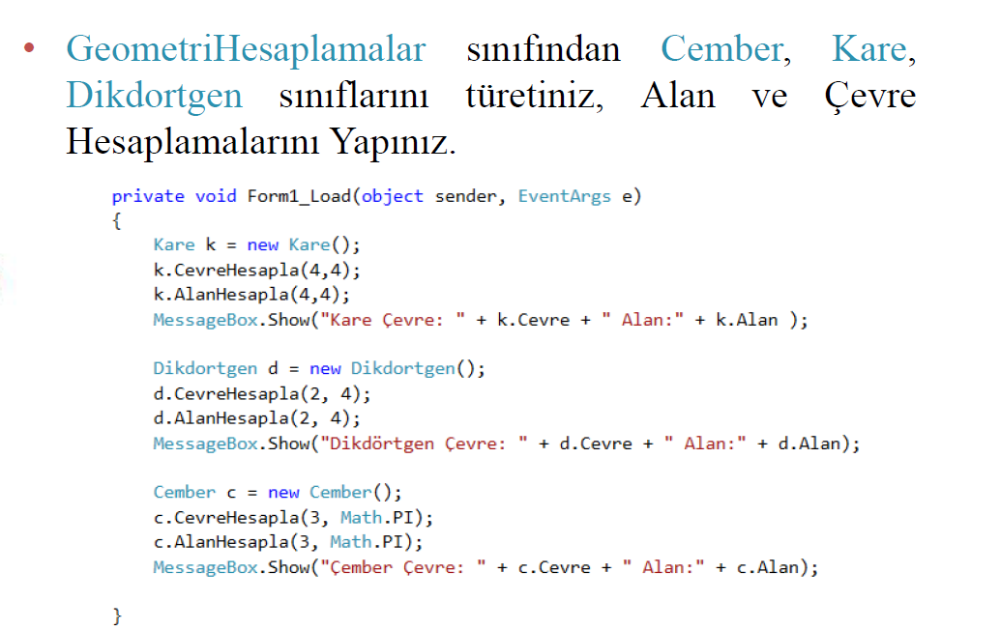 • GeometriHesaplamalar sınıfından Cember, Kare,
Dikdortgen sınıflarını türetiniz, Alan ve Çevre
Hesaplamalarını Yapınız.
private void Form1_Load(object sender, EventArgs e)
{
    Kare k = new Kare();
    k.CevreHesapla(4,4);
    k.AlanHesapla(4,4);
    MessageBox.Show("Kare Çevre: " + k.Cevre + " Alan:" + k.Alan );

    Dikdortgen d = new Dikdortgen();
    d.CevreHesapla(2, 4);
    d.AlanHesapla(2, 4);
    MessageBox.Show("Dikdörtgen Çevre: " + d.Cevre + " Alan:" + d.Alan);

    Cember c = new Cember();
    c.CevreHesapla(3, Math.PI);
    c.AlanHesapla(3, Math.PI);
    MessageBox.Show("Çember Çevre: " + c.Cevre + " Alan:" + c.Alan);

}